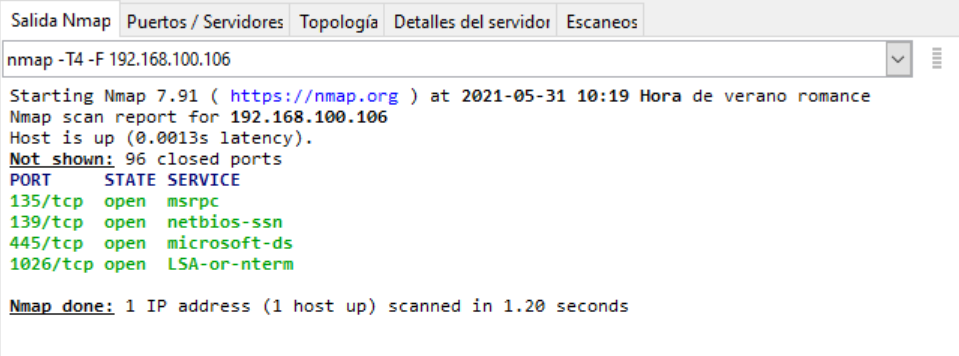 Salida Nmap Puertos / Servidores Topología Detalles del servidor Escaneos
nmap -T4 -F 192.168.100.106
Starting Nmap 7.91 ( https://nmap.org ) at 2021-05-31 10:19 Hora de verano romance
Nmap scan report for 192.168.100.106
Host is up (0.0013s latency).
Not shown: 96 closed ports
PORT STATE SERVICE
135/tcp open msrpc
139/tcp open netbios-ssn
445/tcp open microsoft-ds
1026/tcp open LSA-or-nterm
Nmap done: 1 IP address (1 host up) scanned in 1.20 seconds